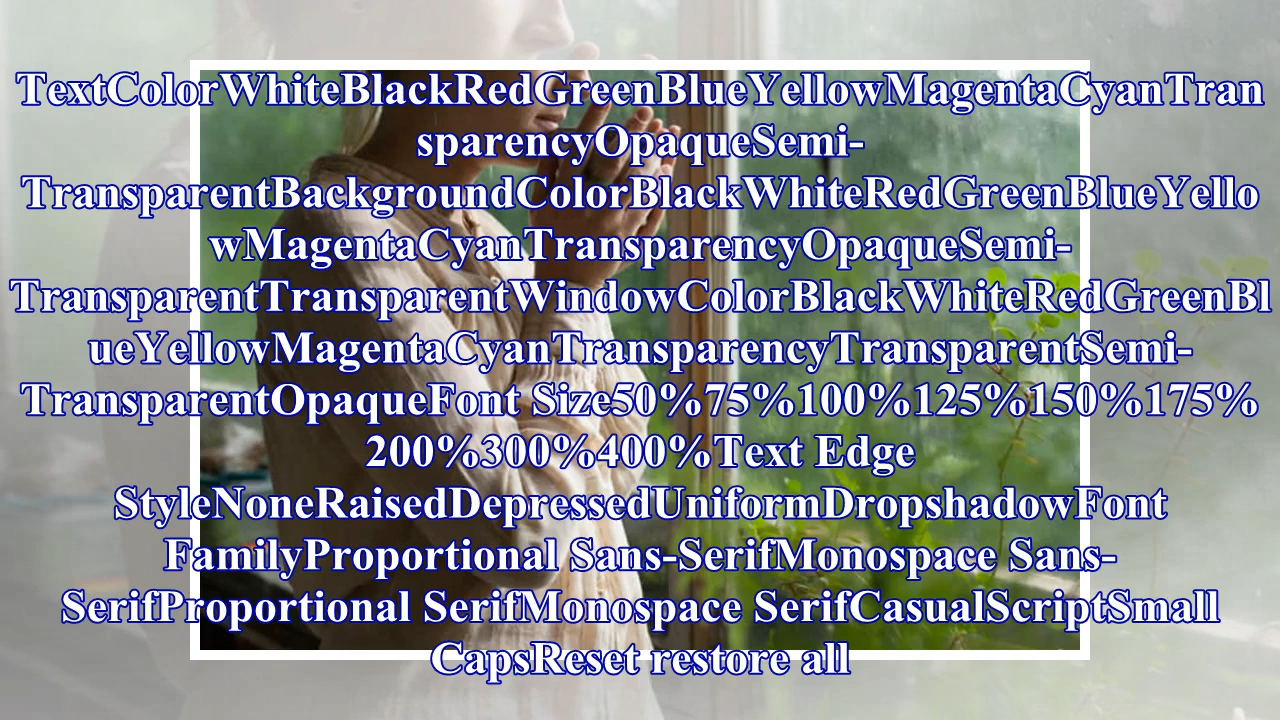 TextColorWhiteBlackRedGreenBlueYellowMagentaCyanTran
sparencyOpaqueSemi-
TransparentBackgroundColorBlackWhiteRedGreenBlueYello
wMagentaCyanTransparencyOpaqueSemi-
TransparentTransparentWindowColorBlackWhiteRedGreenBl
ueYellowMagentaCyanTransparencyTransparentSemi-
TransparentOpaqueFont Size50%75%100%125%150%175%
200%300%400%Text Edge
StyleNoneRaisedDepressedUniformDropshadowFont
FamilyProportional Sans-SerifMonospace Sans-
SerifProportional SerifMonospace SerifCasualScriptSmall
CapsReset restore all